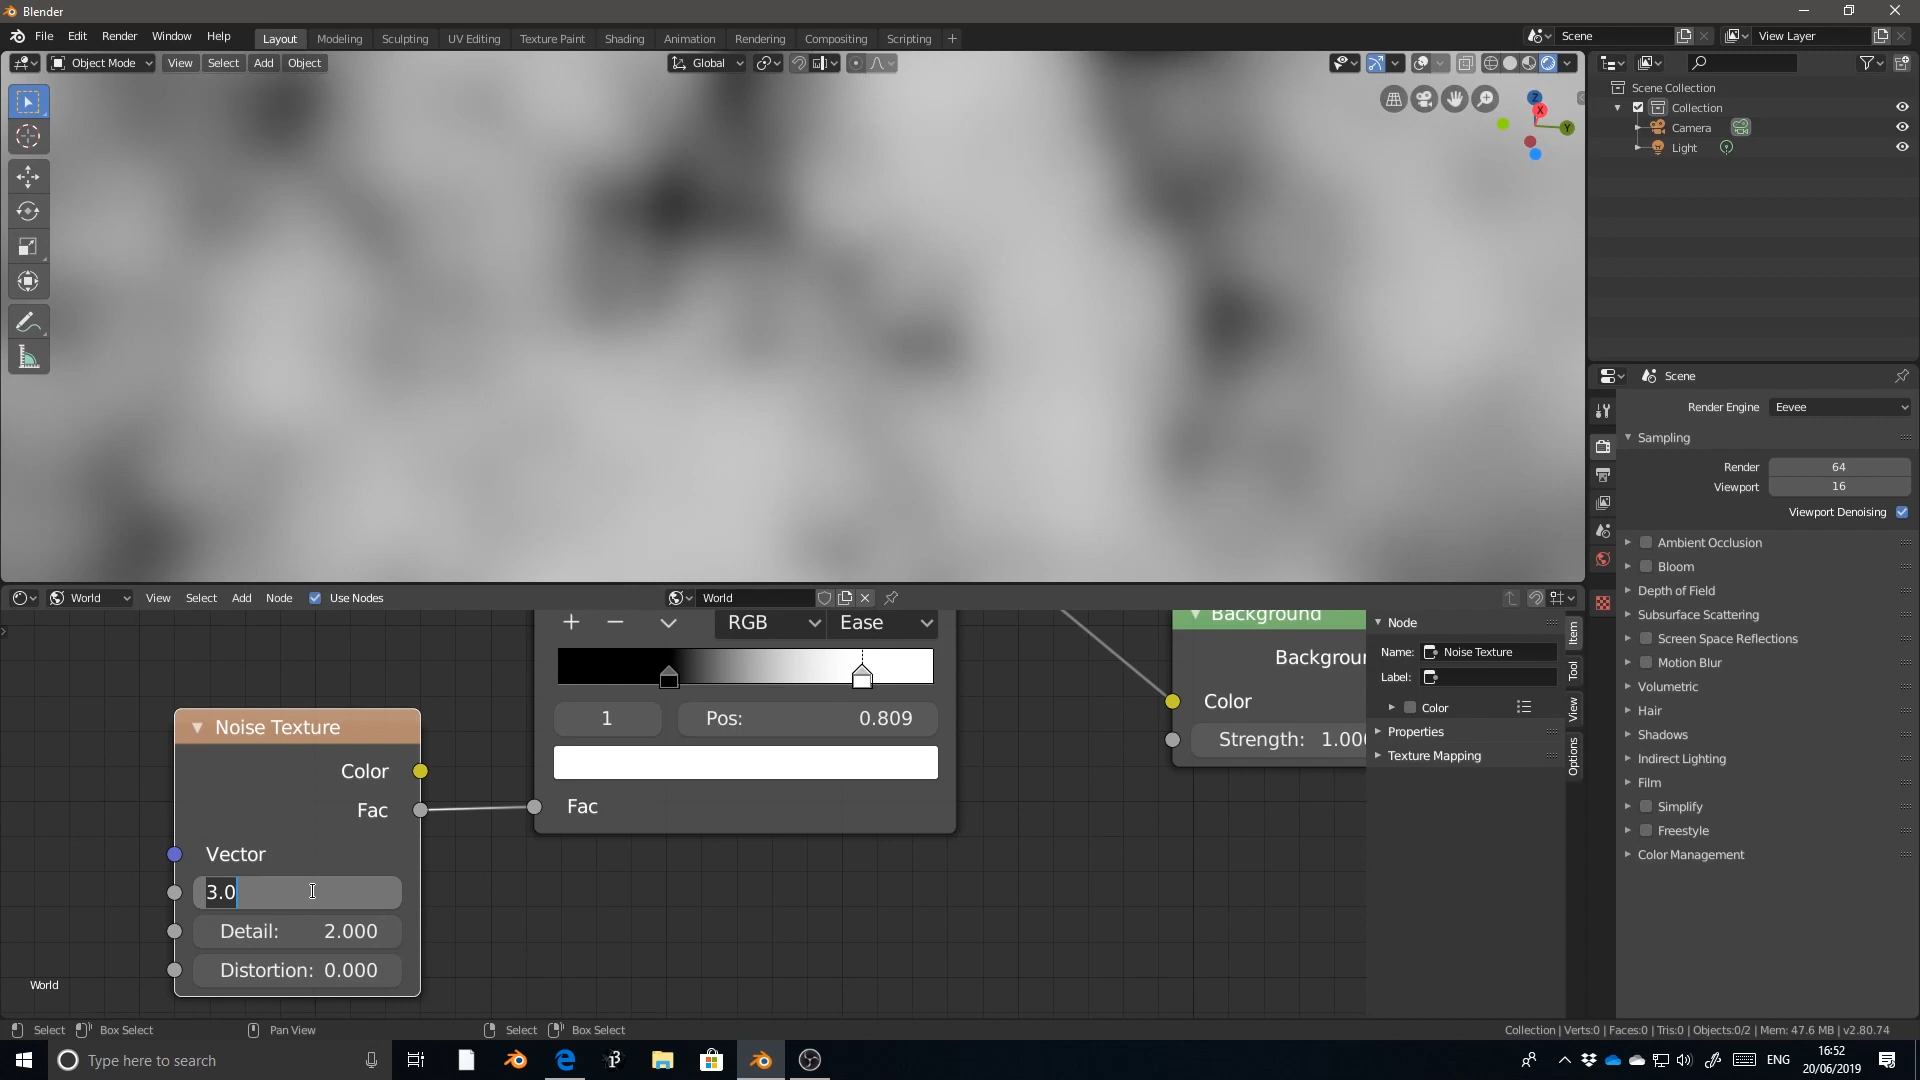 Blender
File Edit Render Window Help
Layout Modeling Sculpting UV Editing Texture Paint Shading Animation Rendering Compositing Scripting +
Scene
View Layer
Object Mode View Select Add Object
Global
Scene Collection
Collection
Camera
Light
Z
X
Y
Scene
Render Engine Eevee
Sampling
Render 64
Viewport 16
Viewport Denoising
Ambient Occlusion
Bloom
Depth of Field
Subsurface Scattering
Screen Space Reflections
Motion Blur
Volumetric
Hair
Shadows
Indirect Lighting
Film
Simplify
Freestyle
Color Management
World View Select Add Node Use Nodes
World
RGB Ease
1 Pos: 0.809
Fac
Background
Backgrour
Color
Strength: 1.000
Noise Texture
Color
Fac
Vector
3.0
Detail: 2.000
Distortion: 0.000
Node
Name: Noise Texture
Label:
Color
Properties
Texture Mapping
Item
Tool
View
Options
World
Select Box Select Pan View Select Box Select
Collection | Verts:0 | Faces:0 | Tris:0 | Objects:0/2 | Mem: 47.6 MB | v2.80.74
Type here to search
ENG
16:52
20/06/2019